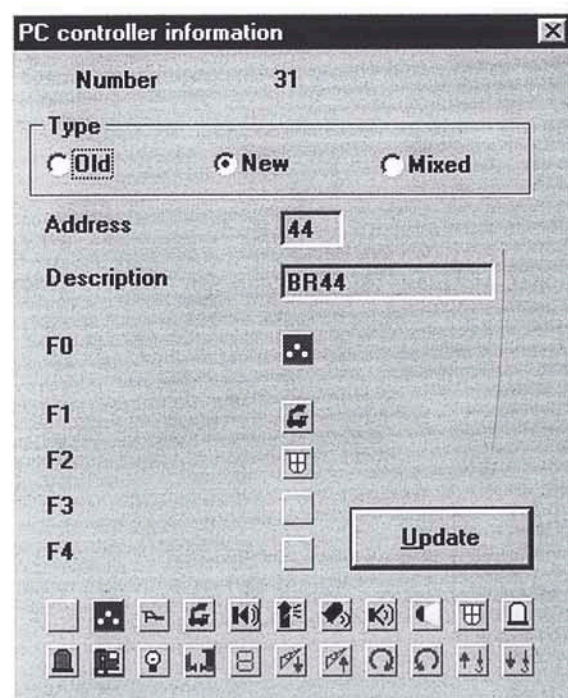 PC controller information
Number 31
Type
Old New Mixed
Address 44
Description BR44
F0
F1
F2
F3
F4
Update